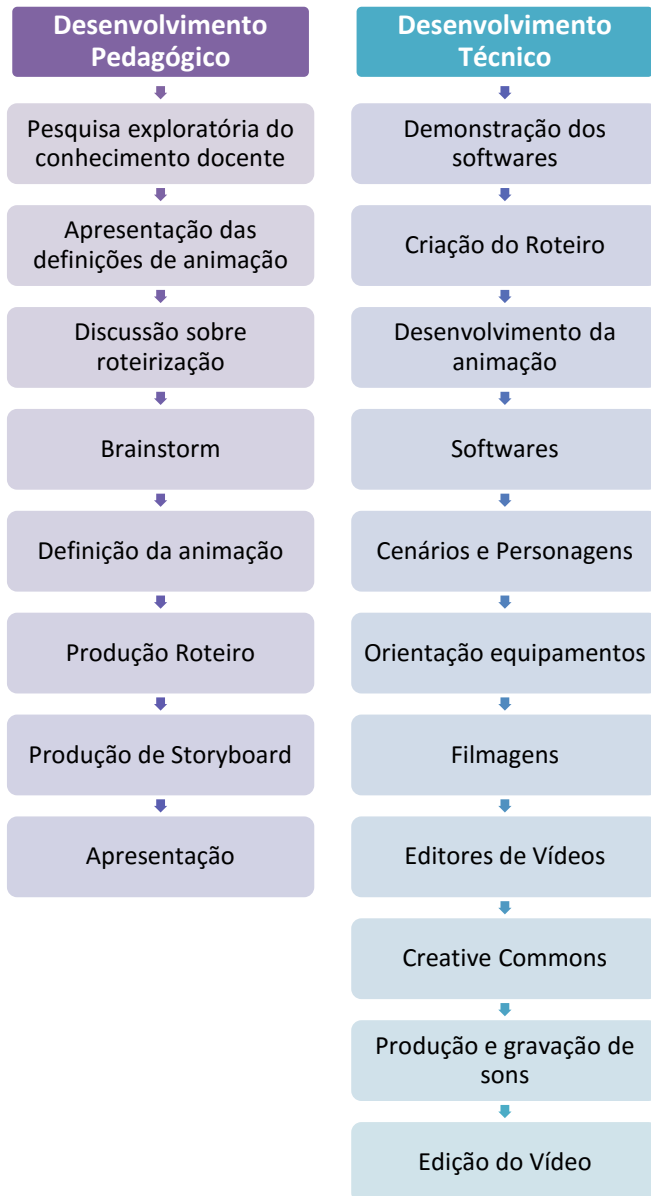 Desenvolvimento
Pedagógico
Pesquisa exploratória do
conhecimento docente
Apresentação das
definições de animação
Discussão sobre
roteirização
Brainstorm
Definição da animação
Produção Roteiro
Produção de Storyboard
Apresentação
Desenvolvimento
Técnico
Demonstração dos
softwares
Criação do Roteiro
Desenvolvimento da
animação
Softwares
Cenários e Personagens
Orientação equipamentos
Filmagens
Editores de Vídeos
Creative Commons
Produção e gravação de
sons
Edição do Vídeo